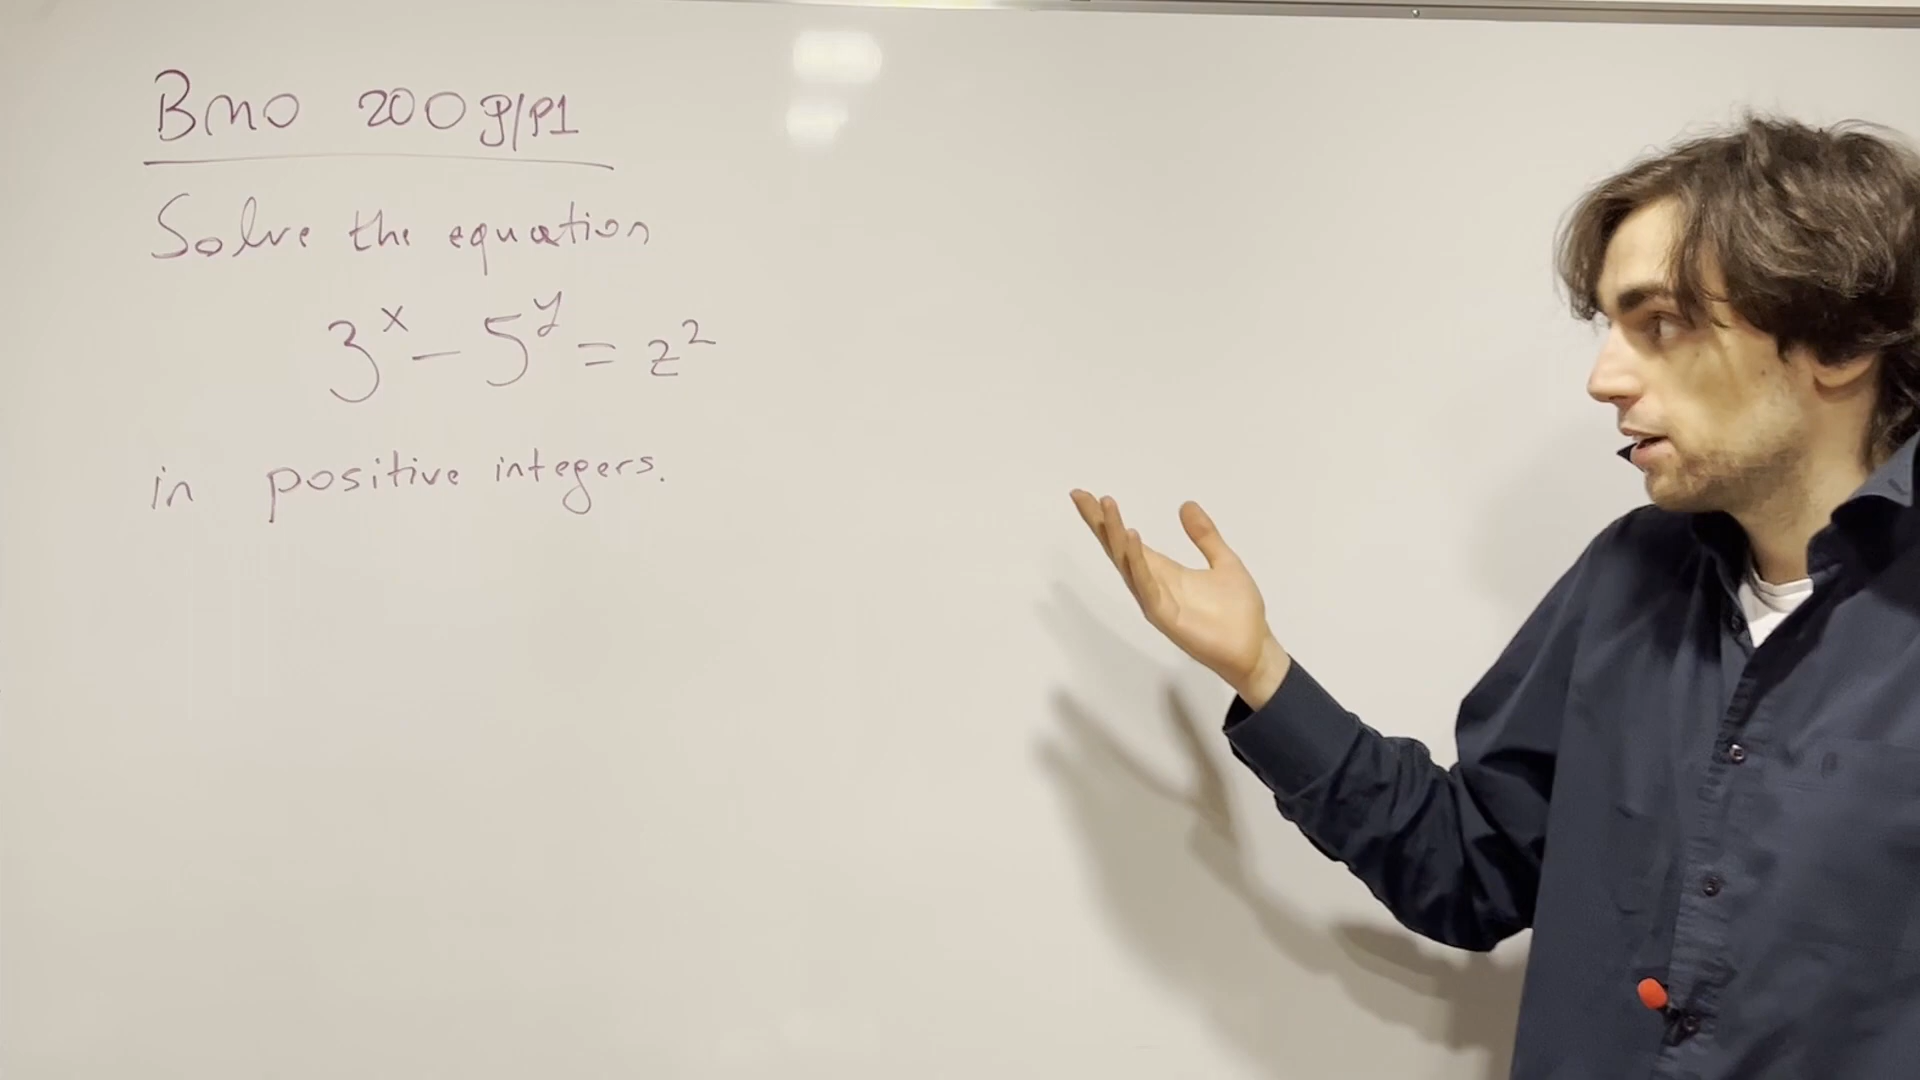 BMO 2009/P1
Solve the equation
3^x - 5^y = z^2
in positive integers.